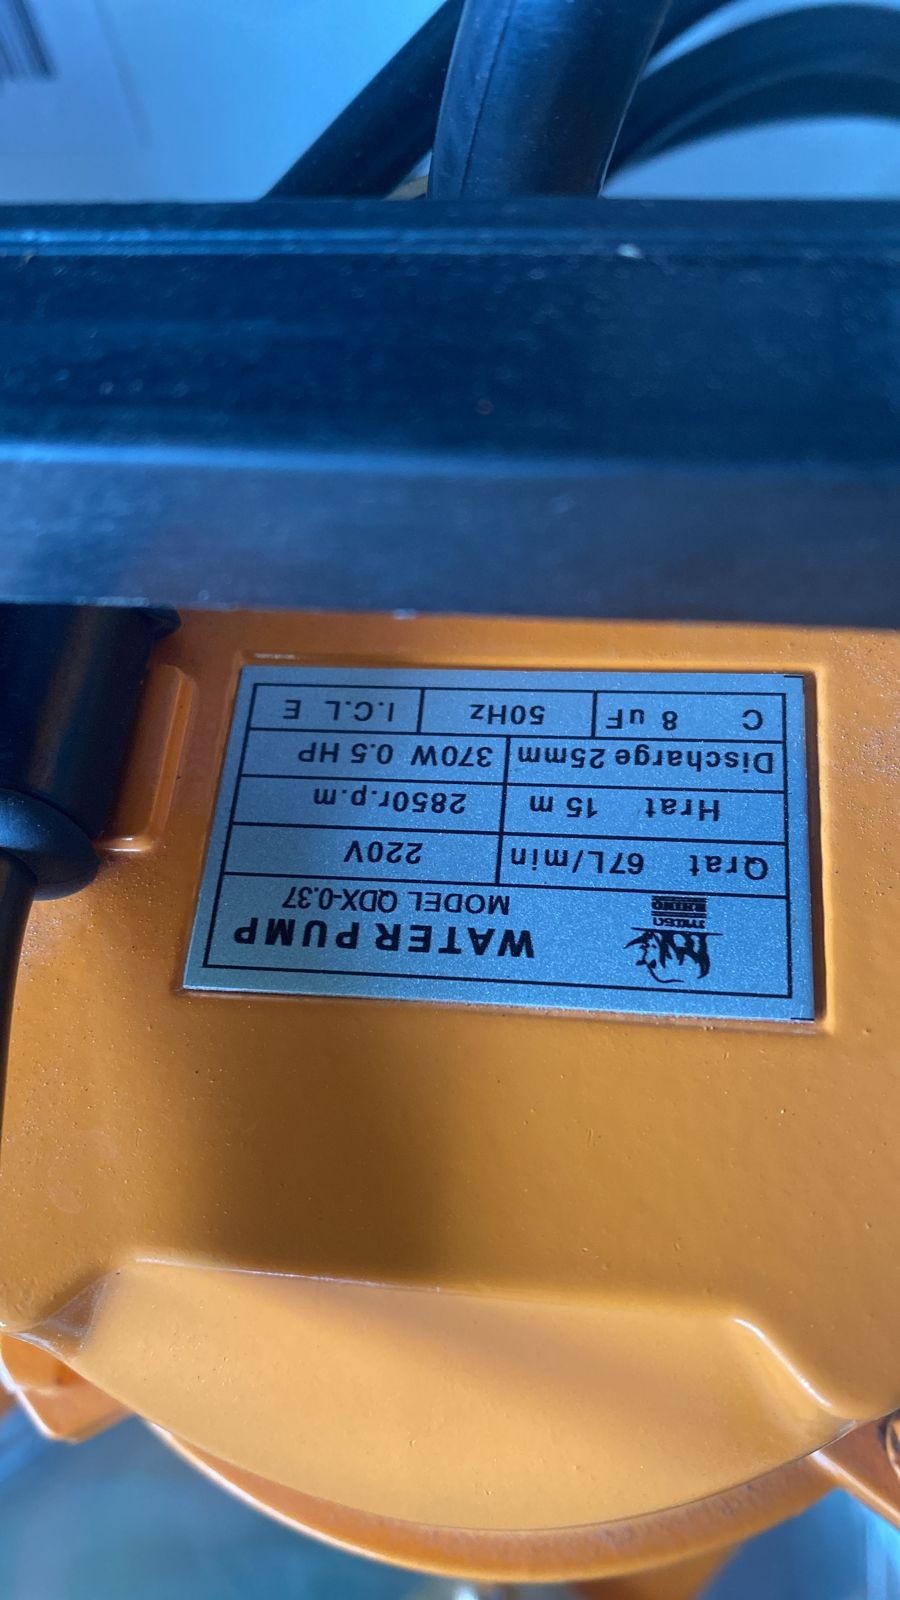 WATER PUMP
MODEL QDX-0.37
RHINO
Qrat 67L/min 220V
Hrat 15 m 2850r.p.m
Discharge 25mm 370W 0.5 HP
C 8 uF 50Hz I.C.L E